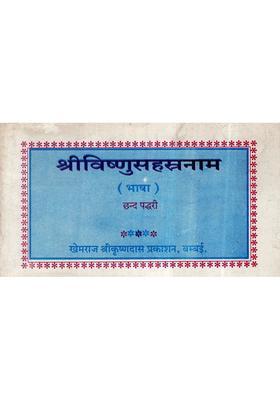 श्रीविष्णुसहस्रनाम
( भाषा )
छन्द पद्धरी
खेमराज श्रीकृष्णदास प्रकाशन, बम्बई.